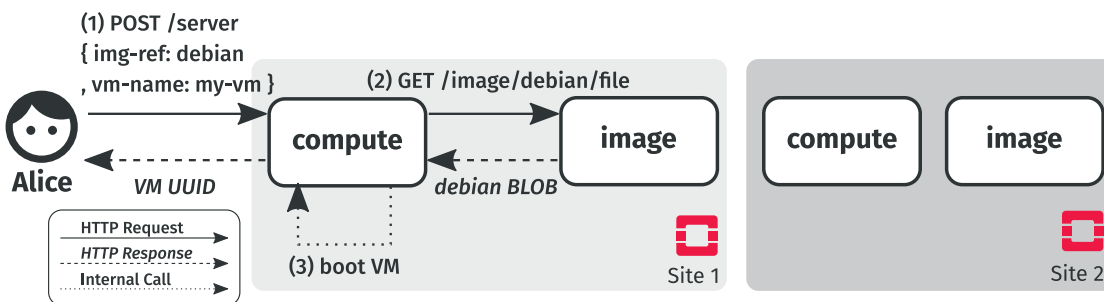 (1) POST /server
{ img-ref: debian
, vm-name: my-vm }
(2) GET /image/debian/file
compute
image
compute
image
Alice
VM UUID
debian BLOB
HTTP Request
HTTP Response
Internal Call
(3) boot VM
Site 1
Site 2